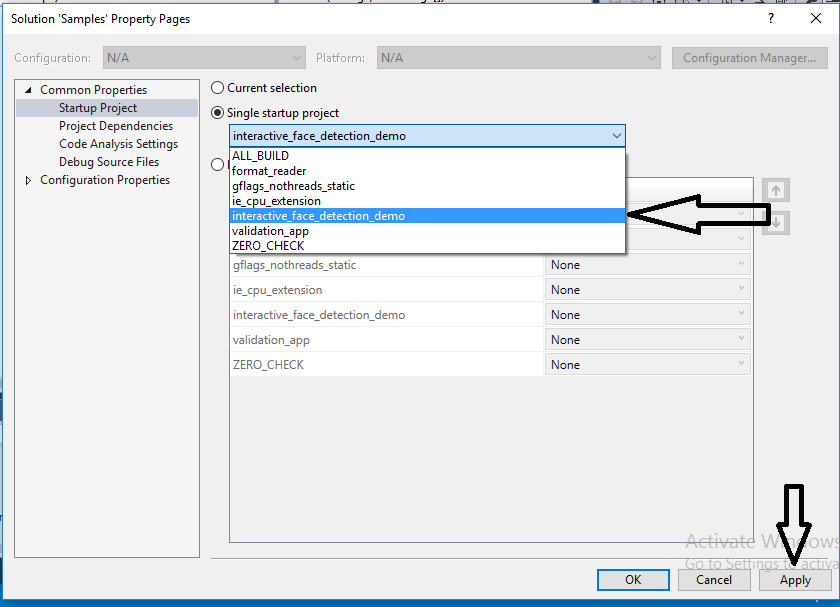 Solution 'Samples' Property Pages
?
Configuration: N/A Platform: N/A Configuration Manager...
Common Properties
Startup Project
Project Dependencies
Code Analysis Settings
Debug Source Files
Configuration Properties
Current selection
Single startup project
interactive_face_detection_demo
ALL_BUILD
format_reader
gflags_nothreads_static
ie_cpu_extension
interactive_face_detection_demo
validation_app
ZERO_CHECK
gflags_nothreads_static None
ie_cpu_extension None
interactive_face_detection_demo None
validation_app None
ZERO_CHECK None
Activate Windows
Go to Settings to activa
OK Cancel Apply